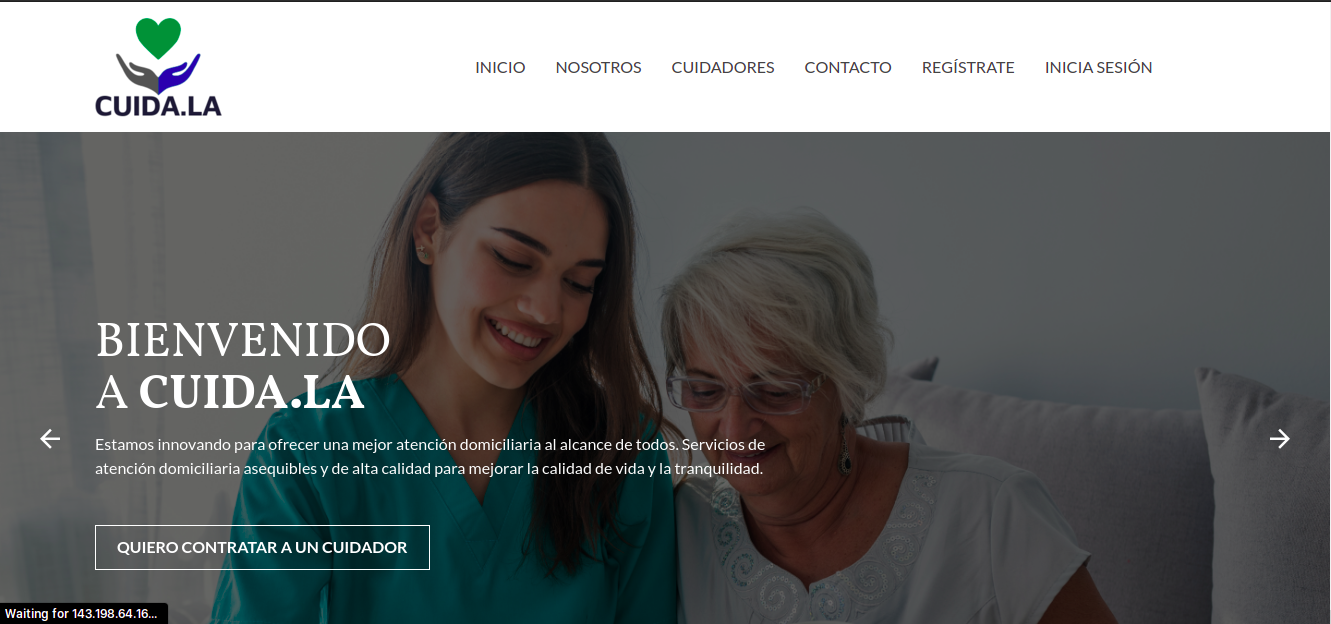 CUIDA.LA
INICIO NOSOTROS CUIDADORES CONTACTO REGÍSTRATE INICIA SESIÓN
BIENVENIDO
A CUIDA.LA
Estamos innovando para ofrecer una mejor atención domiciliaria al alcance de todos. Servicios de
atención domiciliaria asequibles y de alta calidad para mejorar la calidad de vida y la tranquilidad.
QUIERO CONTRATAR A UN CUIDADOR
Waiting for 143.198.64.16...